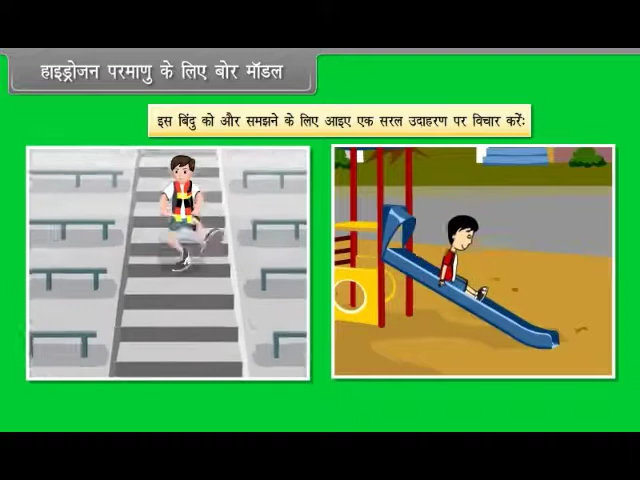 हाइड्रोजन परमाणु के लिए बोर मॉडल
इस बिंदु को और समझने के लिए आइए एक सरल उदाहरण पर विचार करें: